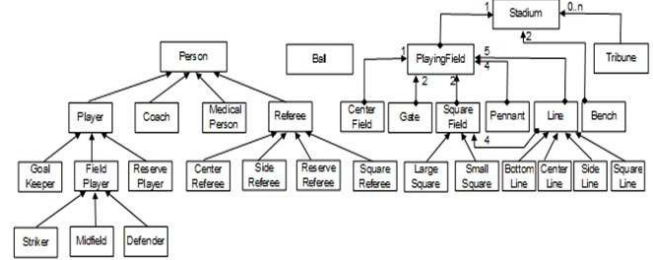 Stadium
1
0..n
2
Person
Ball
1
PlayingField
5
4
Tribune
2
2
Player
Coach
Medical
Person
Referee
Center
Field
Gate
Square
Field
Pennant
Line
Bench
4
Goal
Keeper
Field
Player
Reserve
Player
Center
Referee
Side
Referee
Reserve
Referee
Square
Referee
Large
Square
Small
Square
Bottom
Line
Center
Line
Side
Line
Square
Line
Striker
Midfield
Defender